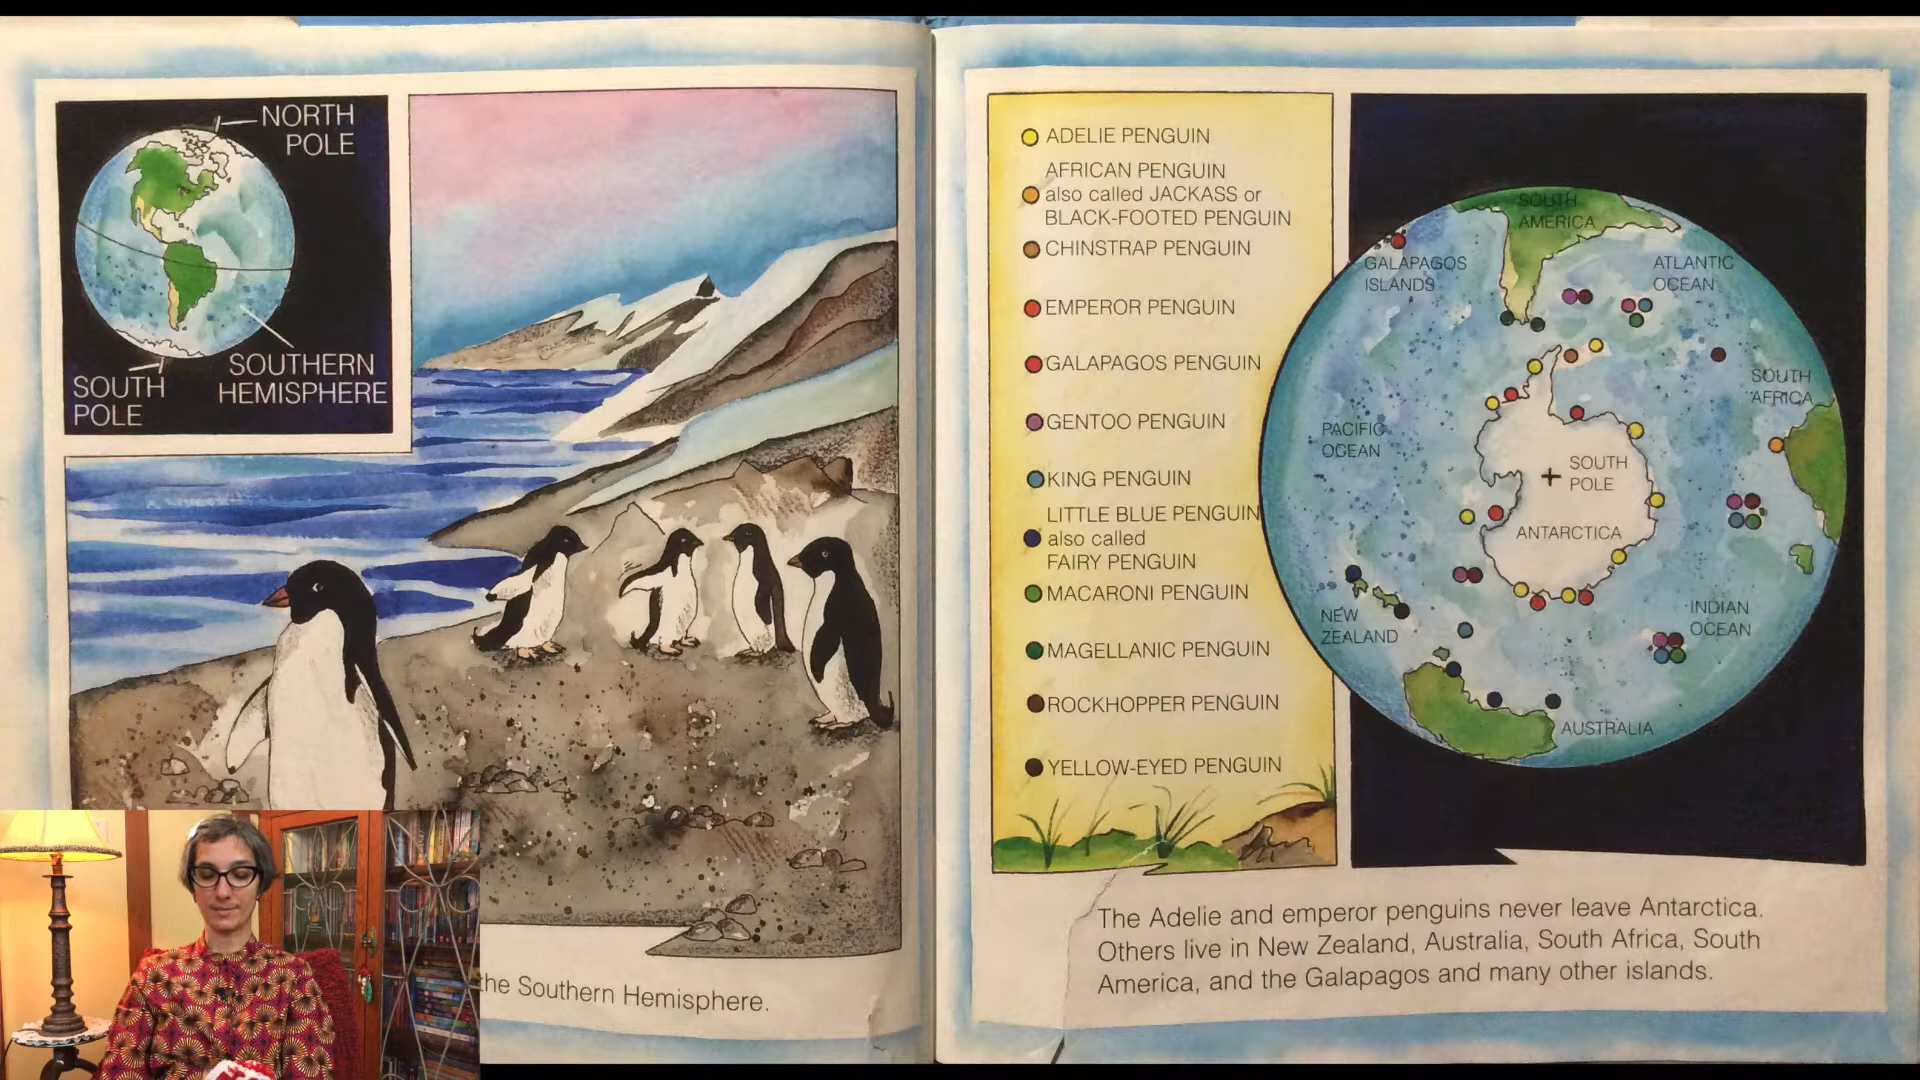 NORTH
POLE
SOUTHERN
HEMISPHERE
SOUTH
POLE
the Southern Hemisphere.
ADELIE PENGUIN
AFRICAN PENGUIN
also called JACKASS or
BLACK-FOOTED PENGUIN
CHINSTRAP PENGUIN
EMPEROR PENGUIN
GALAPAGOS PENGUIN
GENTOO PENGUIN
KING PENGUIN
LITTLE BLUE PENGUIN
also called
FAIRY PENGUIN
MACARONI PENGUIN
MAGELLANIC PENGUIN
ROCKHOPPER PENGUIN
YELLOW-EYED PENGUIN
SOUTH
AMERICA
GALAPAGOS
ISLANDS
ATLANTIC
OCEAN
SOUTH
AFRICA
PACIFIC
OCEAN
SOUTH
POLE
ANTARCTICA
NEW
ZEALAND
INDIAN
OCEAN
AUSTRALIA
The Adelie and emperor penguins never leave Antarctica.
Others live in New Zealand, Australia, South Africa, South
America, and the Galapagos and many other islands.